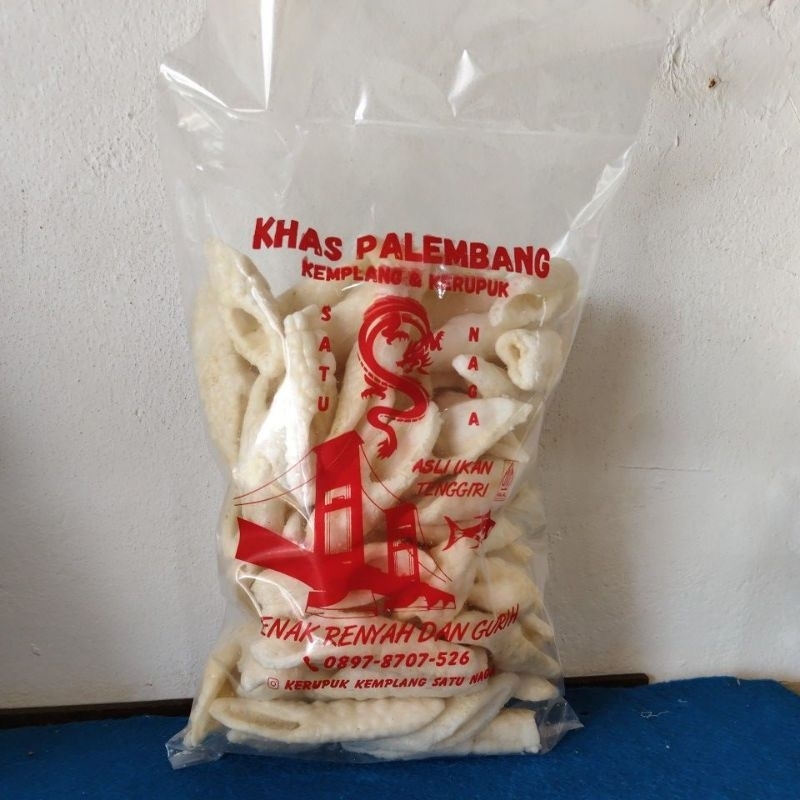 KHAS PALEMBANG
KEMPLANG & KERUPUK
SATU
NAGA
ASLI IKAN
TENGGIRI
ENAK RENYAH DAN GURIH
0897-8707-526
KERUPUK KEMPLANG SATU NAGA